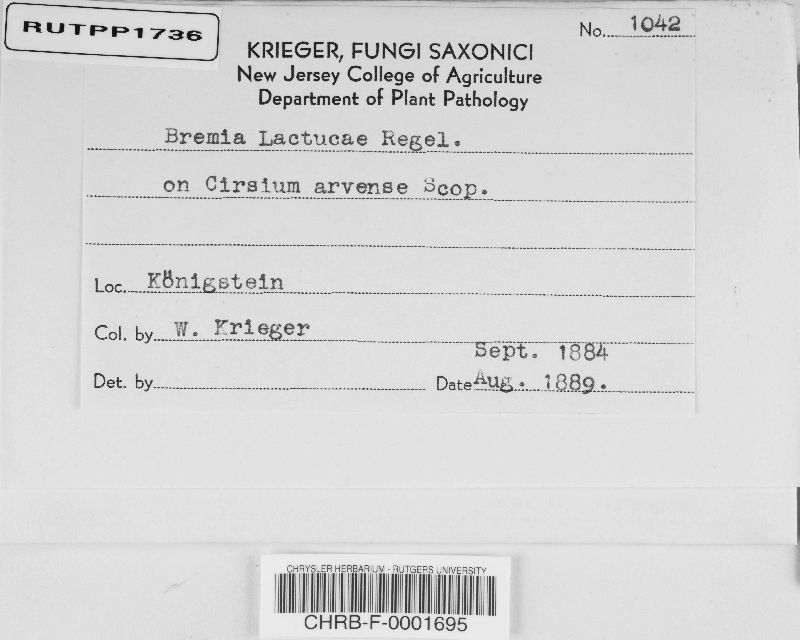 RUTPP1736
No. 1042
KRIEGER, FUNGI SAXONICI
New Jersey College of Agriculture
Department of Plant Pathology
Bremia Lactucae Regel.
on Cirsium arvense Scop.
Loc. Königstein
Col. by W. Krieger
Sept. 1884
Det. by Date Aug. 1889.
CHRYSLER HERBARIUM - RUTGERS UNIVERSITY
CHRB-F-0001695